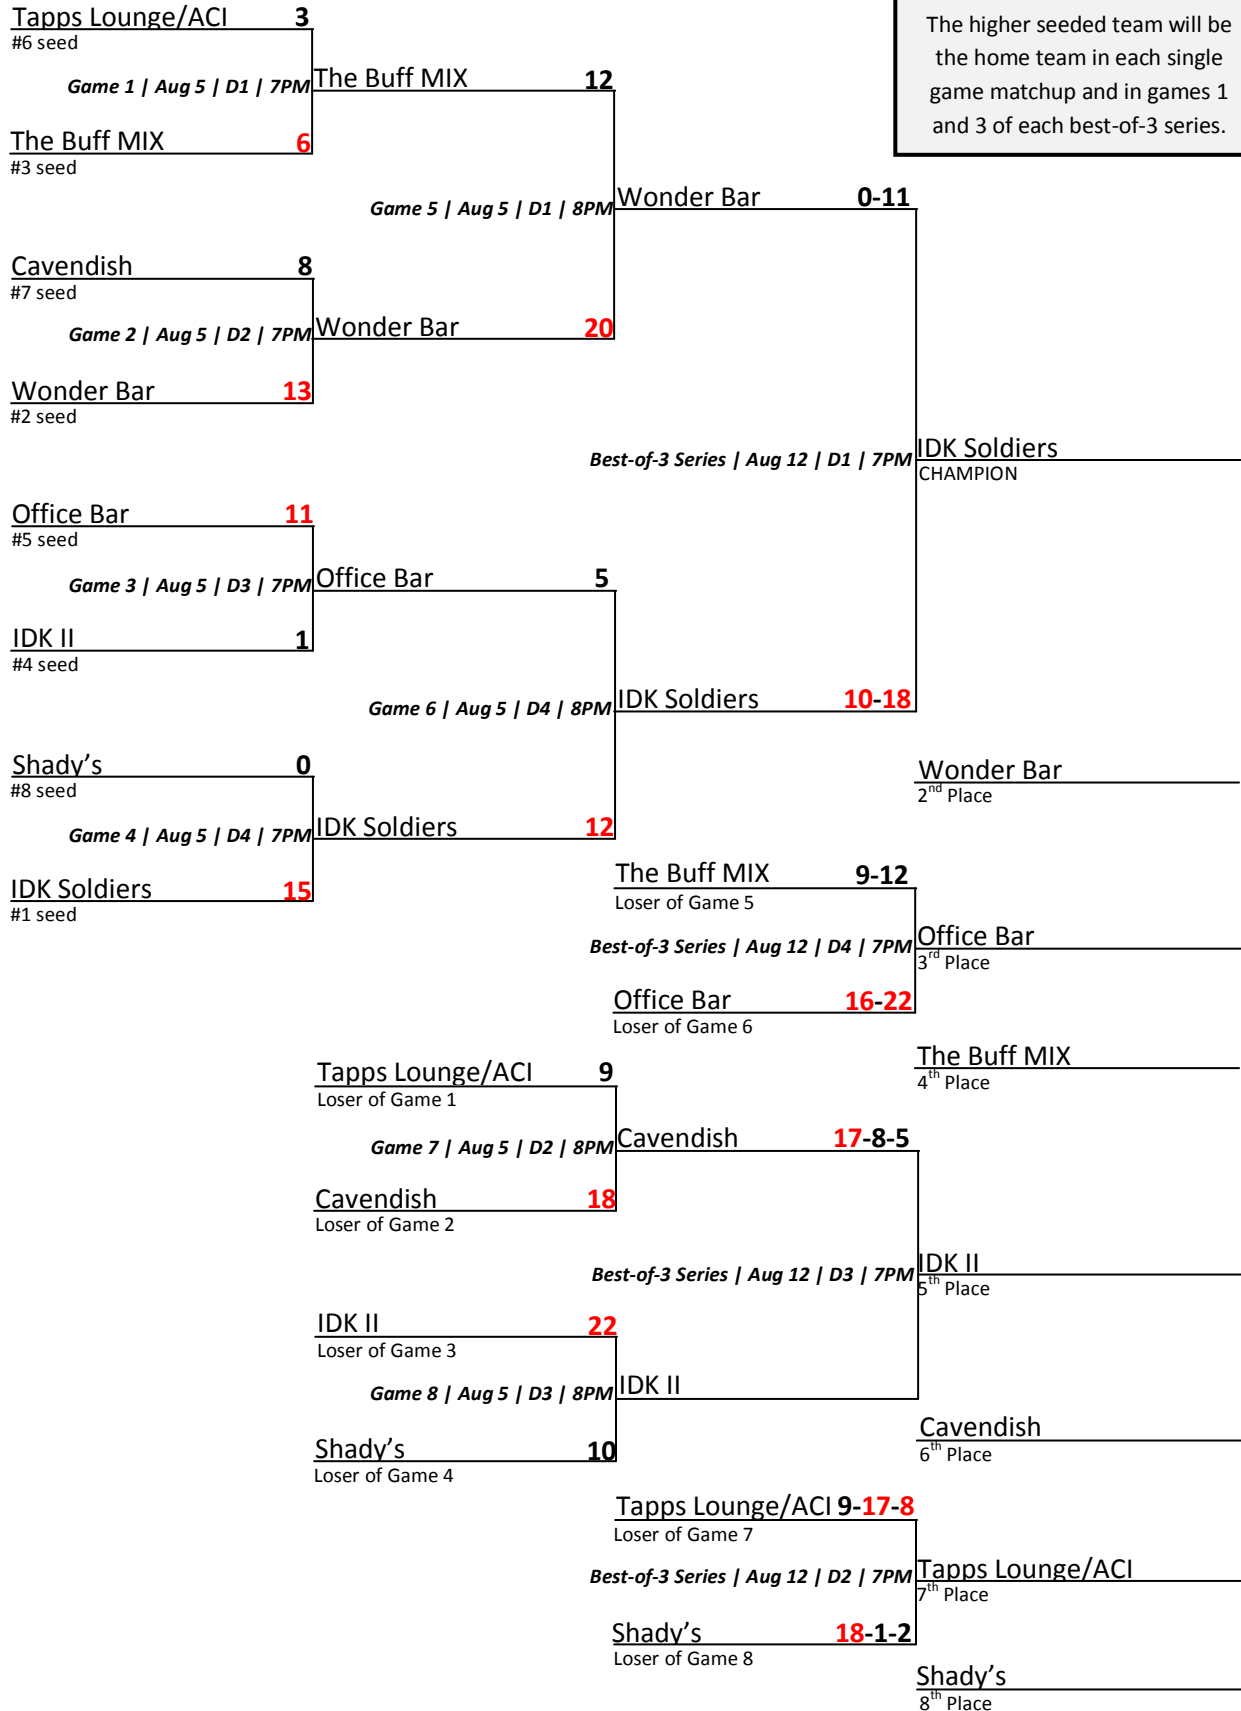 The higher seeded team will be
the home team in each single
game matchup and in games 1
and 3 of each best-of-3 series.
Tapps Lounge/ACI 3
#6 seed
Game 1 | Aug 5 | D1 | 7PM
The Buff MIX 12
The Buff MIX 6
#3 seed
Game 5 | Aug 5 | D1 | 8PM
Wonder Bar 0-11
Cavendish 8
#7 seed
Game 2 | Aug 5 | D2 | 7PM
Wonder Bar 20
Wonder Bar 13
#2 seed
Best-of-3 Series | Aug 12 | D1 | 7PM
IDK Soldiers
CHAMPION
Office Bar 11
#5 seed
Game 3 | Aug 5 | D3 | 7PM
Office Bar 5
IDK II 1
#4 seed
Game 6 | Aug 5 | D4 | 8PM
IDK Soldiers 10-18
Shady's 0
#8 seed
Wonder Bar
2nd Place
Game 4 | Aug 5 | D4 | 7PM
IDK Soldiers 12
IDK Soldiers 15
#1 seed
The Buff MIX 9-12
Loser of Game 5
Best-of-3 Series | Aug 12 | D4 | 7PM
Office Bar
3rd Place
Office Bar 16-22
Loser of Game 6
The Buff MIX
4th Place
Tapps Lounge/ACI 9
Loser of Game 1
Game 7 | Aug 5 | D2 | 8PM
Cavendish 17-8-5
Cavendish 18
Loser of Game 2
Best-of-3 Series | Aug 12 | D3 | 7PM
IDK II
5th Place
IDK II 22
Loser of Game 3
Game 8 | Aug 5 | D3 | 8PM
IDK II
Shady's 10
Loser of Game 4
Cavendish
6th Place
Tapps Lounge/ACI 9-17-8
Loser of Game 7
Best-of-3 Series | Aug 12 | D2 | 7PM
Tapps Lounge/ACI
7th Place
Shady's 18-1-2
Loser of Game 8
Shady's
8th Place